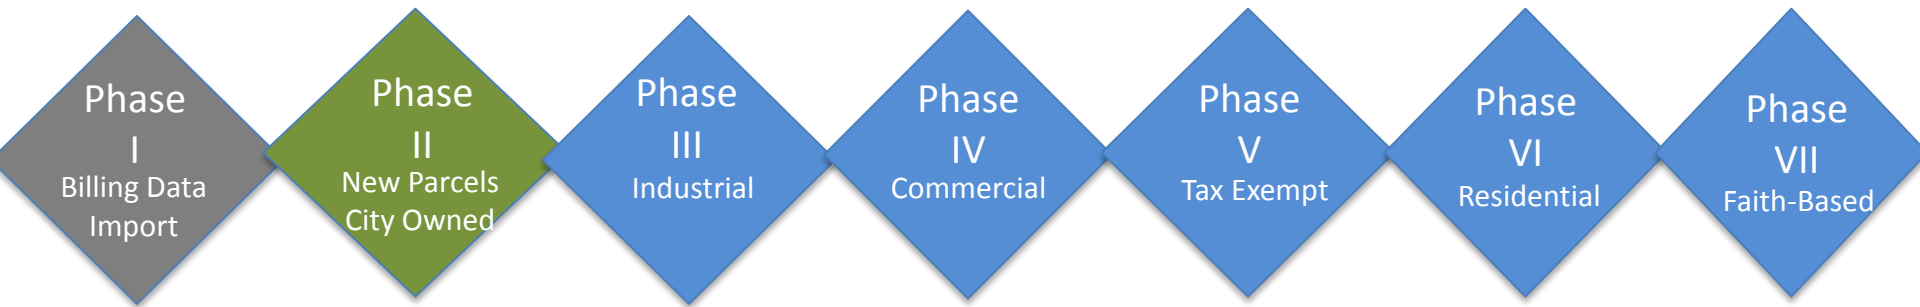 Phase
I
Billing Data
Import
Phase
II
New Parcels
City Owned
Phase
III
Industrial
Phase
IV
Commercial
Phase
V
Tax Exempt
Phase
VI
Residential
Phase
VII
Faith-Based